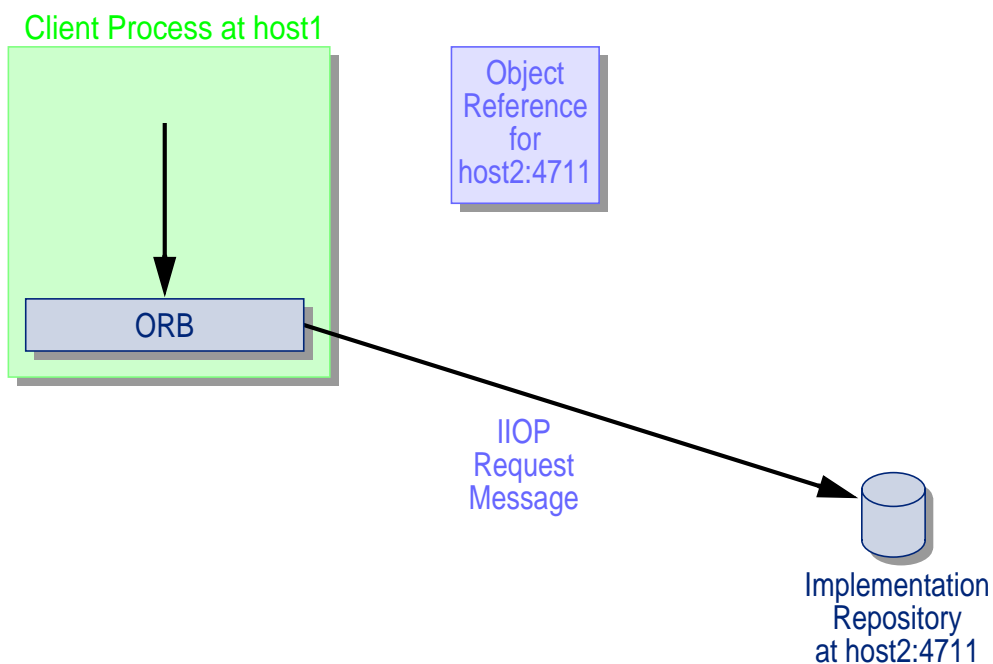 Client Process at host1
Object
Reference
for
host2:4711
ORB
IIOP
Request
Message
Implementation
Repository
at host2:4711